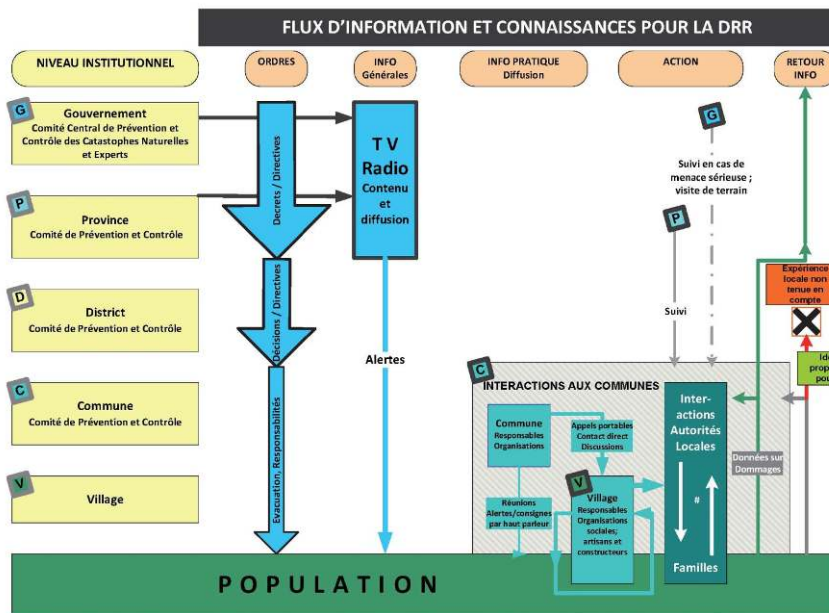 FLUX D'INFORMATION ET CONNAISSANCES POUR LA DRR
NIVEAU INSTITUTIONNEL
ORDRES
INFO
Générales
INFO PRATIQUE
Diffusion
ACTION
RETOUR
INFO
G
Gouvernement
Comité Central de Prévention et
Contrôle des Catastophes Naturelles
et Experts
P
Province
Comité de Prévention et Contrôle
D
District
Comité de Prévention et Contrôle
C
Commune
Comité de Prévention et Contrôle
V
Village
Decrets / Directives
Décisions / Directives
Evacuation, Responsabilités
TV
Radio
Contenu
et
diffusion
Alertes
G
Suivi en cas de
menace sérieuse ;
visite de terrain
P
Suivi
Expérience
locale non
tenue en
compte
prop
pou
C
INTERACTIONS AUX COMMUNES
Commune
Responsables
Organisations
Appels portables
Contact direct
Discussions
Réunions
Alertes/consignes
par haut parleur
V
Village
Responsables
Organisations
sociales;
artisans et
constructeurs
Inter-
actions
Autorités
Locales
#
Familles
Données sur
Dommages
POPULATION